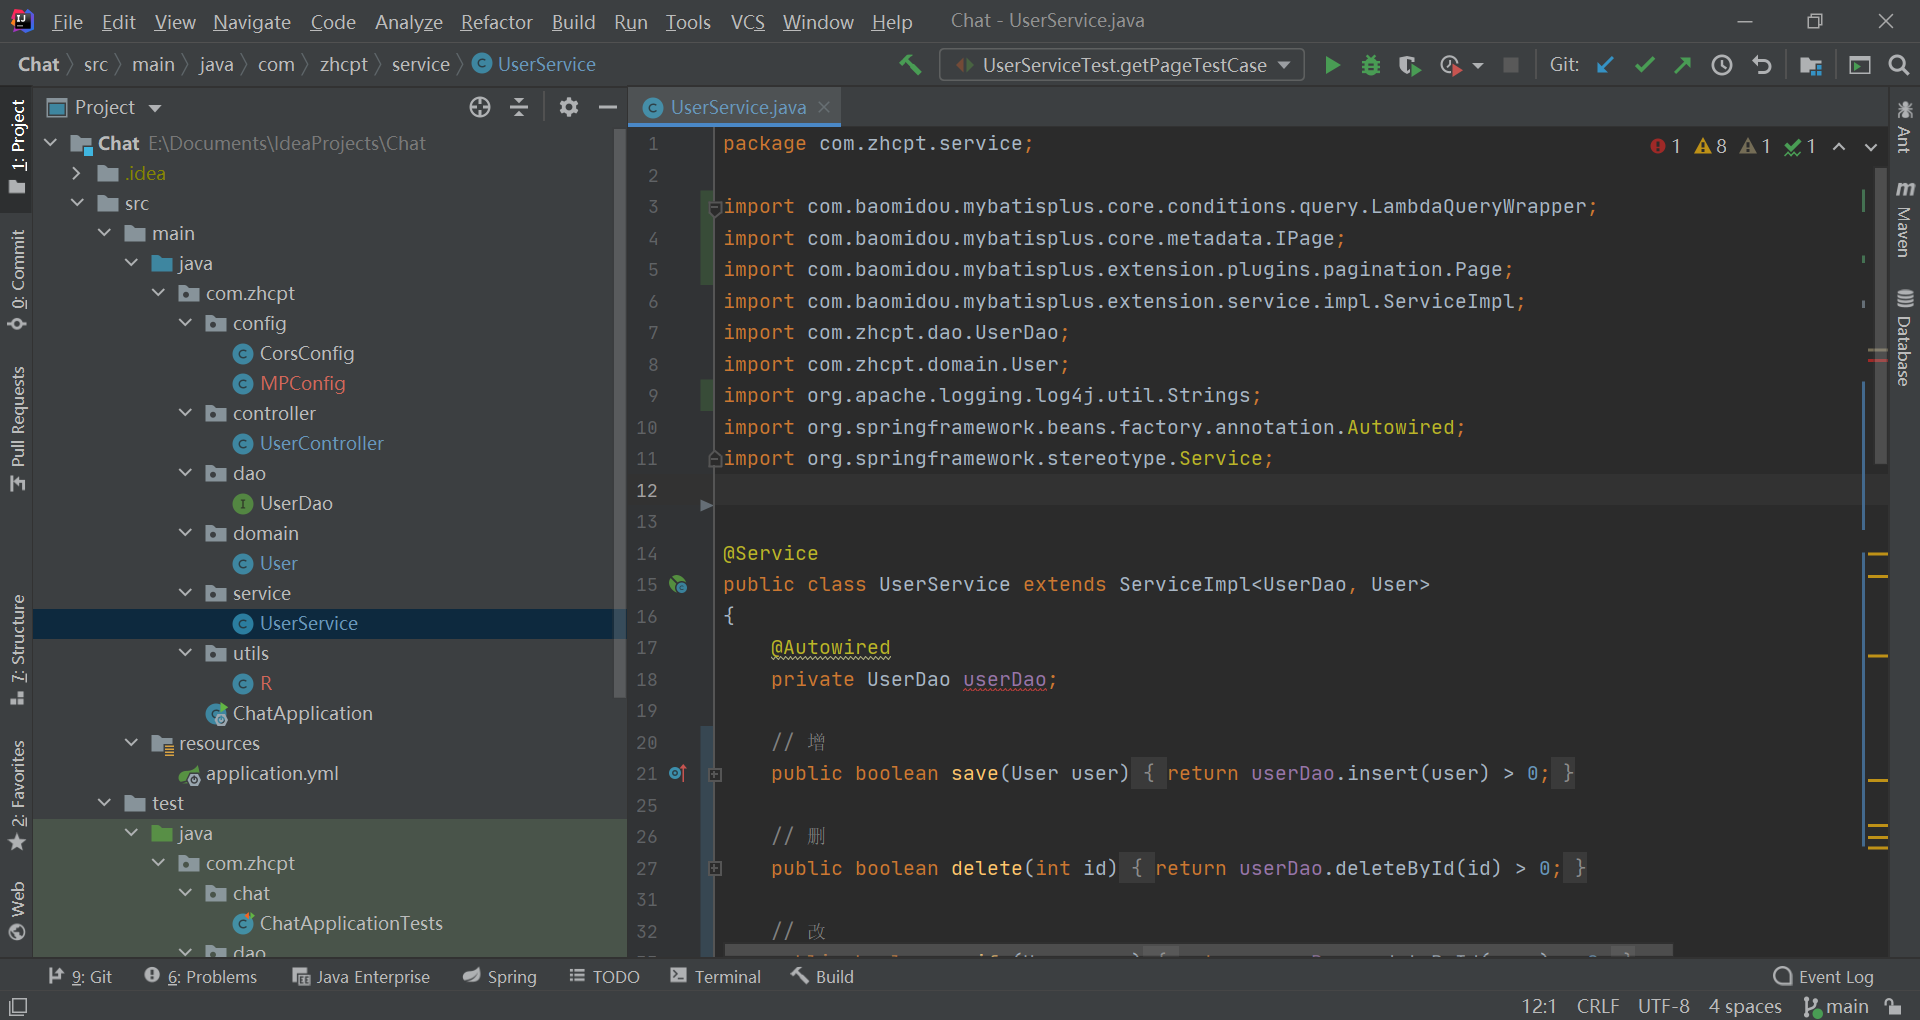 File Edit View Navigate Code Analyze Refactor Build Run Tools VCS Window Help Chat - UserService.java
Chat src main java com zhcpt service UserService UserServiceTest.getPageTestCase Git:
Project
UserService.java
1: Project
0: Commit
Pull Requests
7: Structure
2: Favorites
Web
Chat E:\Documents\IdeaProjects\Chat
.idea
src
main
java
com.zhcpt
config
CorsConfig
MPConfig
controller
UserController
dao
UserDao
domain
User
service
UserService
utils
R
ChatApplication
resources
application.yml
test
java
com.zhcpt
chat
ChatApplicationTests
dao
1 package com.zhcpt.service;
1 8 1 1
2
3 import com.baomidou.mybatisplus.core.conditions.query.LambdaQueryWrapper;
4 import com.baomidou.mybatisplus.core.metadata.IPage;
5 import com.baomidou.mybatisplus.extension.plugins.pagination.Page;
6 import com.baomidou.mybatisplus.extension.service.impl.ServiceImpl;
7 import com.zhcpt.dao.UserDao;
8 import com.zhcpt.domain.User;
9 import org.apache.logging.log4j.util.Strings;
10 import org.springframework.beans.factory.annotation.Autowired;
11 import org.springframework.stereotype.Service;
12
13
14 @Service
15 public class UserService extends ServiceImpl<UserDao, User>
16 {
17 @Autowired
18 private UserDao userDao;
19
20 // 增
21 public boolean save(User user) { return userDao.insert(user) > 0; }
25
26 // 删
27 public boolean delete(int id) { return userDao.deleteById(id) > 0; }
31
32 // 改
Ant
Maven
Database
9: Git 6: Problems Java Enterprise Spring TODO Terminal Build Event Log
12:1 CRLF UTF-8 4 spaces main